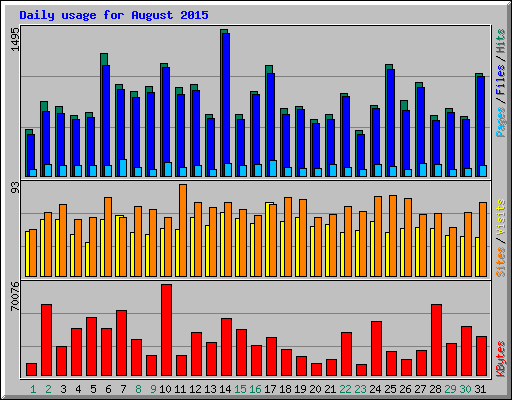 Daily usage for August 2015
1495
Pages / Files / Hits
93
Sites / Visits
70076
KBytes
1 2 3 4 5 6 7 8 9 10 11 12 13 14 15 16 17 18 19 20 21 22 23 24 25 26 27 28 29 30 31